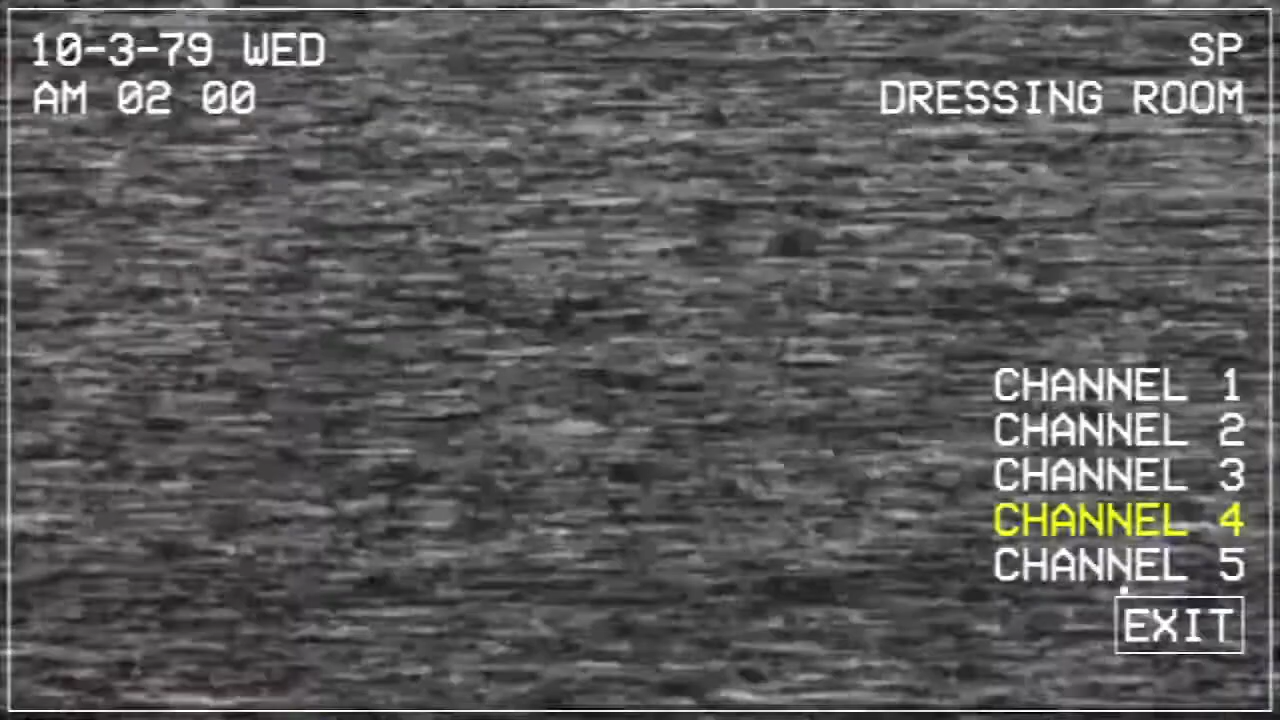 10-3-79 WED
AM 02 00
SP
DRESSING ROOM
CHANNEL 1
CHANNEL 2
CHANNEL 3
CHANNEL 4
CHANNEL 5
EXIT